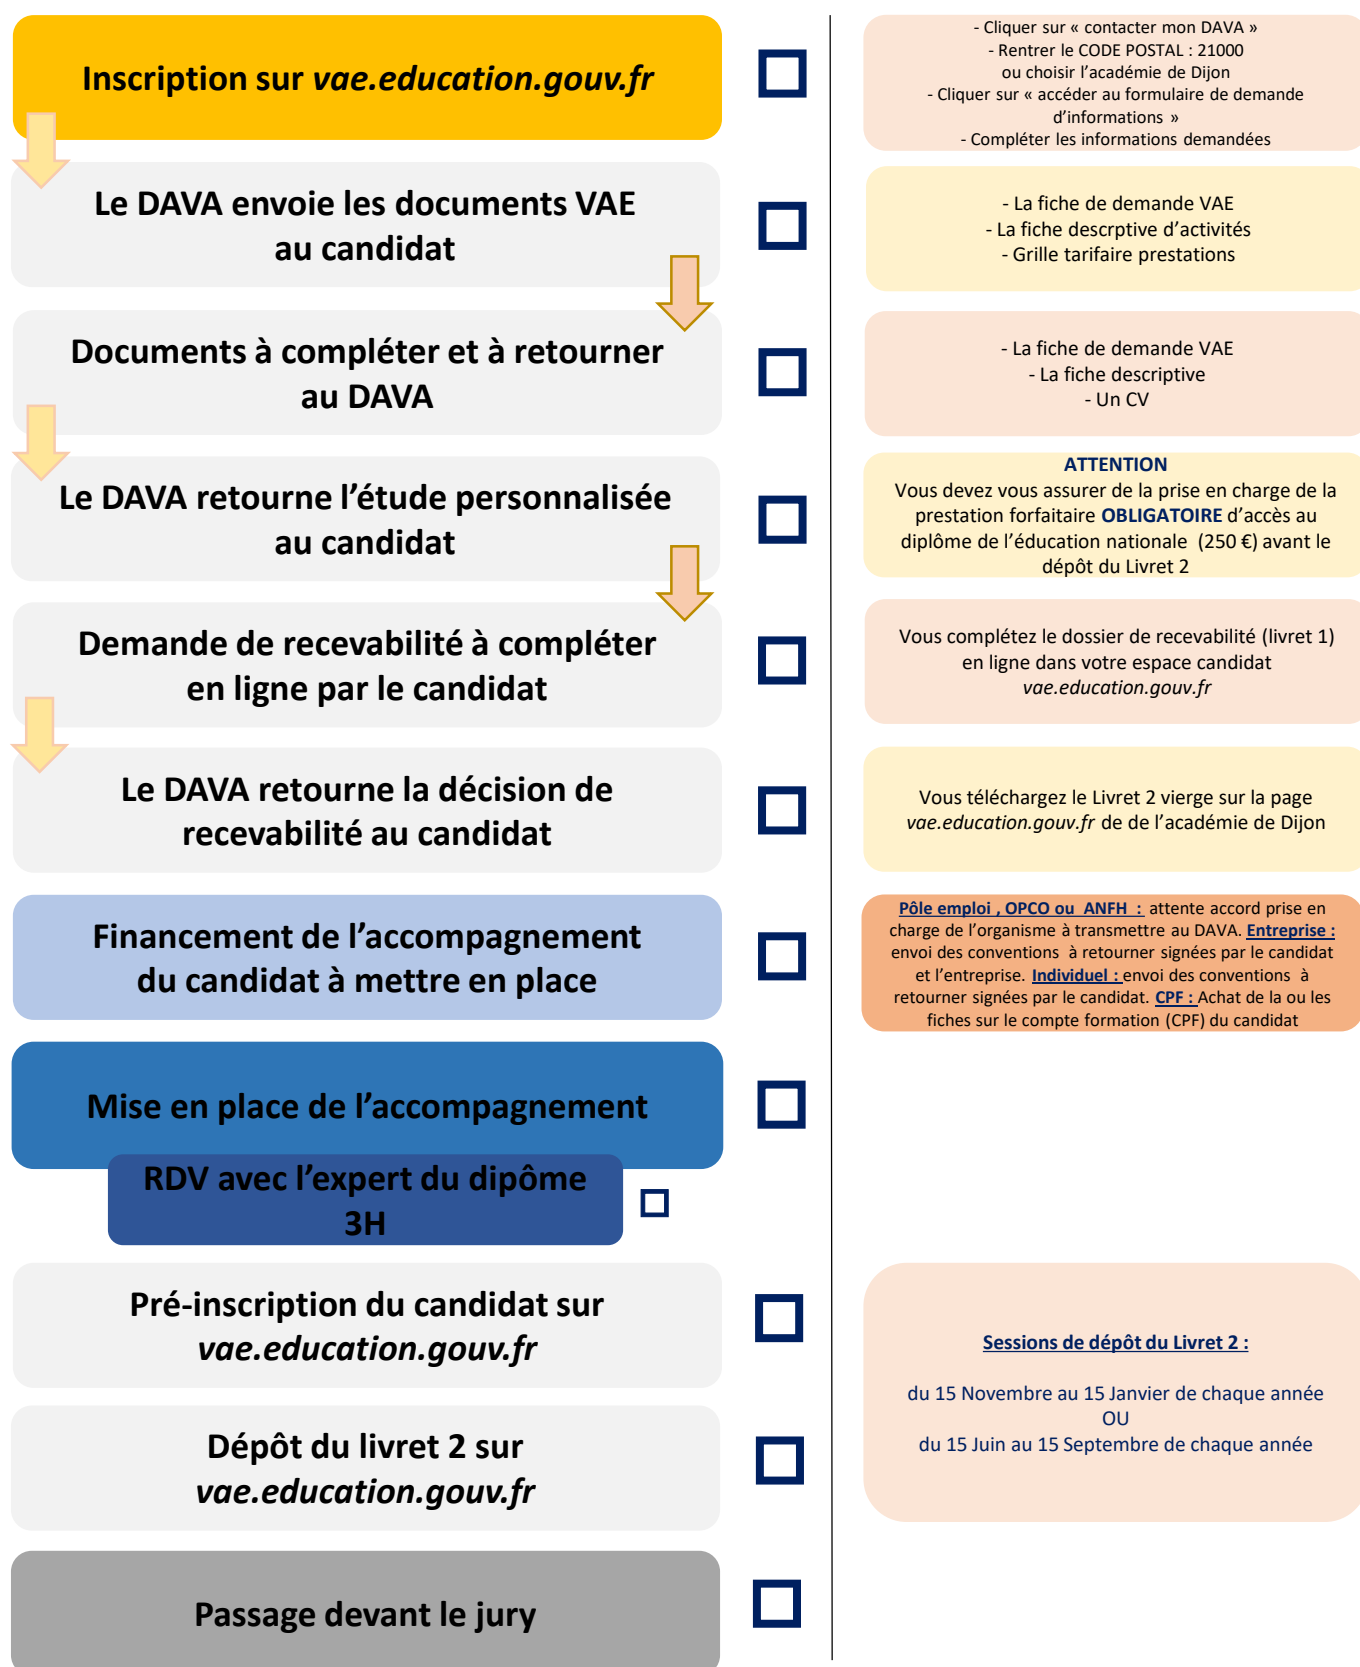 Inscription sur vae.education.gouv.fr
- Cliquer sur « contacter mon DAVA »
- Rentrer le CODE POSTAL : 21000
ou choisir l’académie de Dijon
- Cliquer sur « accéder au formulaire de demande
d’informations »
- Compléter les informations demandées
Le DAVA envoie les documents VAE
au candidat
- La fiche de demande VAE
- La fiche descrptive d’activités
- Grille tarifaire prestations
Documents à compléter et à retourner
au DAVA
- La fiche de demande VAE
- La fiche descriptive
- Un CV
Le DAVA retourne l’étude personnalisée
au candidat
ATTENTION
Vous devez vous assurer de la prise en charge de la
prestation forfaitaire OBLIGATOIRE d’accès au
diplôme de l’éducation nationale (250 €) avant le
dépôt du Livret 2
Demande de recevabilité à compléter
en ligne par le candidat
Vous complétez le dossier de recevabilité (livret 1)
en ligne dans votre espace candidat
vae.education.gouv.fr
Le DAVA retourne la décision de
recevabilité au candidat
Vous téléchargez le Livret 2 vierge sur la page
vae.education.gouv.fr de de l’académie de Dijon
Financement de l’accompagnement
du candidat à mettre en place
Pôle emploi , OPCO ou ANFH : attente accord prise en
charge de l’organisme à transmettre au DAVA. Entreprise :
envoi des conventions à retourner signées par le candidat
et l’entreprise. Individuel : envoi des conventions à
retourner signées par le candidat. CPF : Achat de la ou les
fiches sur le compte formation (CPF) du candidat
Mise en place de l’accompagnement
RDV avec l’expert du dipôme
3H
Pré-inscription du candidat sur
vae.education.gouv.fr
Dépôt du livret 2 sur
vae.education.gouv.fr
Sessions de dépôt du Livret 2 :
du 15 Novembre au 15 Janvier de chaque année
OU
du 15 Juin au 15 Septembre de chaque année
Passage devant le jury